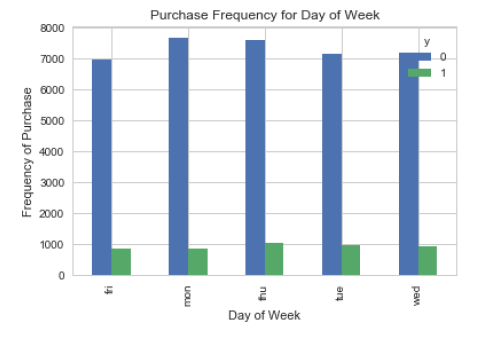 Purchase Frequency for Day of Week
8000
7000
6000
5000
4000
3000
2000
1000
0
Frequency of Purchase
y
0
1
fri
mon
thu
tue
wed
Day of Week